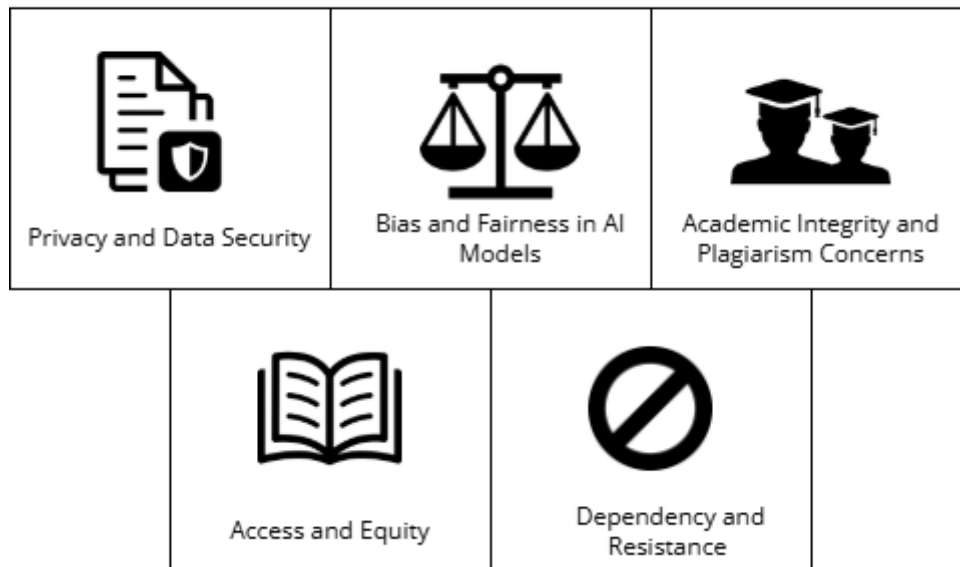 Privacy and Data Security
Bias and Fairness in AI
Models
Academic Integrity and
Plagiarism Concerns
Access and Equity
Dependency and
Resistance